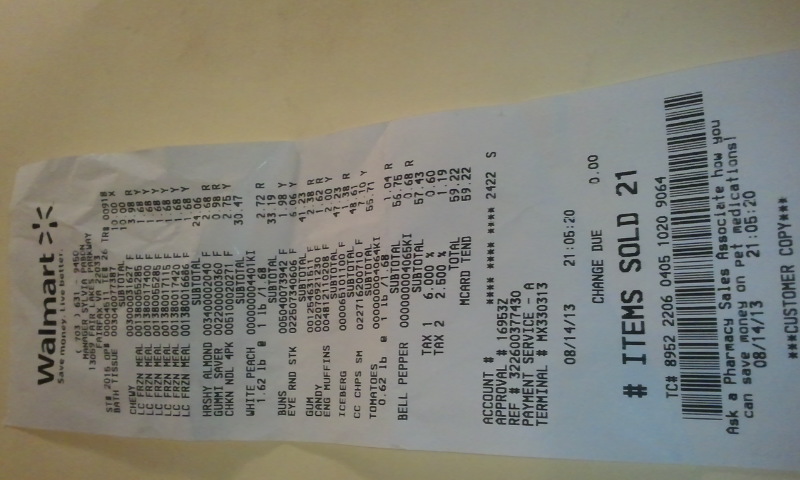 Walmart
Save money. Live better.
( 703 ) 631 - 9450
MANAGER SYLVIA PABON
13059 FAIR LAKES PARKWAY
FAIRFAX VA 22033
ST# 2016 OP# 00004511 TE# 26 TR# 00918
BATH TISSUE 003040077387 10.00 X
SUBTOTAL 10.00
CHEWY 003000031627 F 3.98 R
LC FRZN MEAL 001380055285 F 1.68 Y
LC FRZN MEAL 001380017400 F 1.68 Y
LC FRZN MEAL 001380055285 F 1.68 Y
LC FRZN MEAL 001380017115 F 1.68 Y
LC FRZN MEAL 001380017420 F 1.68 Y
LC FRZN MEAL 001380016686 F 1.68 Y
SUBTOTAL 24.06
HRSHY ALMOND 003400002040 F 2.68 R
GUMMI SAVER 002200000360 F 0.98 R
CHKN NDL 4PK 005100020271 F 2.75 Y
SUBTOTAL 30.47
WHITE PEACH 000000004401KI
1.62 lb @ 1 lb /1.68 2.72 R
SUBTOTAL 33.19
BUNS 005040073942 F 1.98 Y
EYE RND STK 022507340606 F 6.06 Y
SUBTOTAL 41.23
GUM 001254631511 F 2.38 R
CANDY 002070921230 F 1.62 R
ENG MUFFINS 004812110208 F 2.00 Y
SUBTOTAL 47.23
ICEBERG 000065101100 F 1.38 R
SUBTOTAL 48.61
CC CHPS SM 022716200710 F 7.10 Y
SUBTOTAL 55.71
TOMATOES 000000004064KI
0.62 lb @ 1 lb /1.68 1.04 R
SUBTOTAL 56.75
BELL PEPPER 000000004065KI 0.68 R
SUBTOTAL 57.43
TAX 1 6.000 % 0.60
TAX 2 2.500 % 1.19
TOTAL 59.22
MCARD TEND 59.22
ACCOUNT # **** **** **** 2422 S
APPROVAL # 16953Z
REF # 322600377430
PAYMENT SERVICE - A
TERMINAL # MX330313
08/14/13 21:05:20
CHANGE DUE 0.00
# ITEMS SOLD 21
TC# 8952 2206 0405 1020 9064
Ask a Pharmacy Sales Associate how you
can save money on pet medications!
08/14/13 21:05:20
***CUSTOMER COPY***